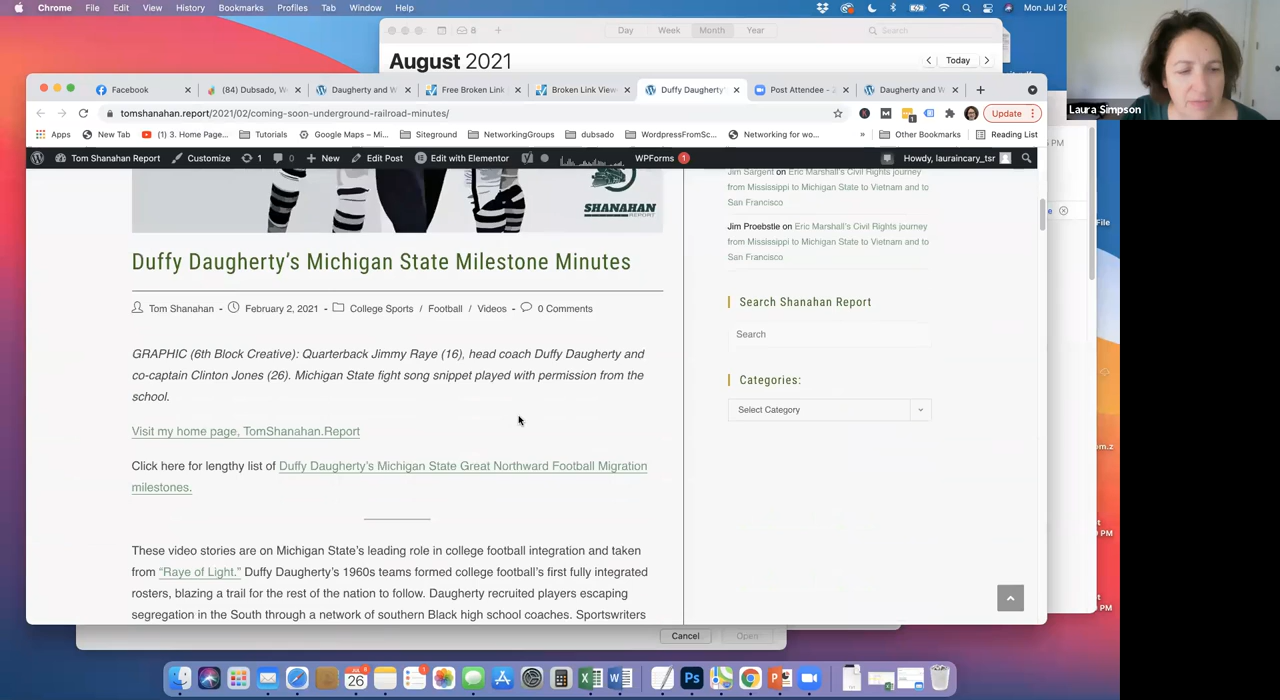 Chrome File Edit View History Bookmarks Profiles Tab Window Help
Mon Jul 26
8
Day Week Month Year
Search
August 2021
Today
Facebook
(84) Dubsado, W
Daugherty and W
Free Broken Link
Broken Link View
Duffy Daugherty'
Post Attendee - Z
Daugherty and W
Laura Simpson
tomshanahan.report/2021/02/coming-soon-underground-railroad-minutes/
Update
Apps New Tab (1) 3. Home Page... Tutorials Google Maps – Mi... Siteground NetworkingGroups dubsado WordpressFromSc... Networking for wo... » Other Bookmarks Reading List
Tom Shanahan Report Customize 1 0 New Edit Post Edit with Elementor WPForms 1 Howdy, lauraincary_tsr
SHANAHAN
REPORT
Jim Sargent on Eric Marshall's Civil Rights journey
from Mississippi to Michigan State to Vietnam and to
San Francisco
Jim Proebstle on Eric Marshall's Civil Rights journey
from Mississippi to Michigan State to Vietnam and to
San Francisco
Duffy Daugherty's Michigan State Milestone Minutes
Tom Shanahan - February 2, 2021 - College Sports / Football / Videos - 0 Comments
GRAPHIC (6th Block Creative): Quarterback Jimmy Raye (16), head coach Duffy Daugherty and
co-captain Clinton Jones (26). Michigan State fight song snippet played with permission from the
school.
Visit my home page, TomShanahan.Report
Click here for lengthy list of Duffy Daugherty's Michigan State Great Northward Football Migration
milestones.
These video stories are on Michigan State's leading role in college football integration and taken
from “Raye of Light.” Duffy Daugherty's 1960s teams formed college football's first fully integrated
rosters, blazing a trail for the rest of the nation to follow. Daugherty recruited players escaping
segregation in the South through a network of southern Black high school coaches. Sportswriters
Search Shanahan Report
Search
Categories:
Select Category
File
Cancel Open
26